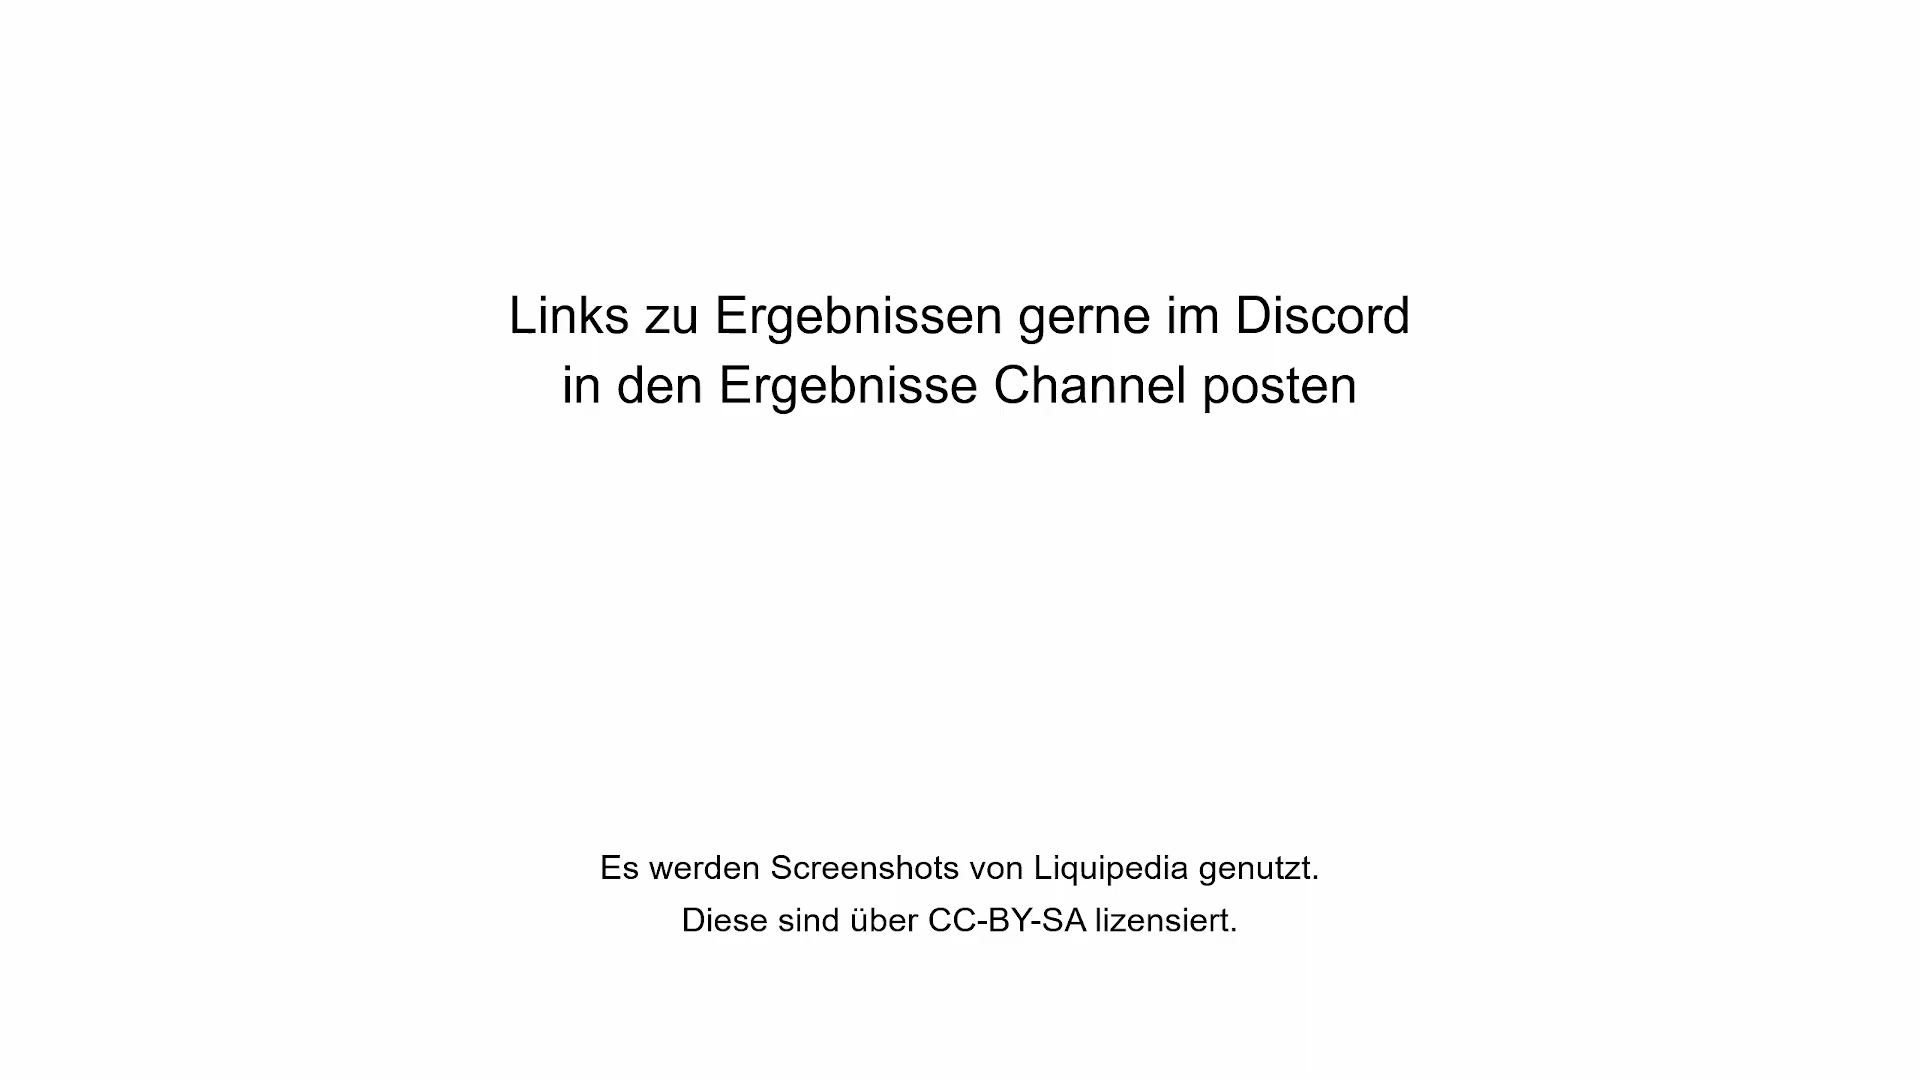 Links zu Ergebnissen gerne im Discord
in den Ergebnisse Channel posten
Es werden Screenshots von Liquipedia genutzt.
Diese sind über CC-BY-SA lizensiert.